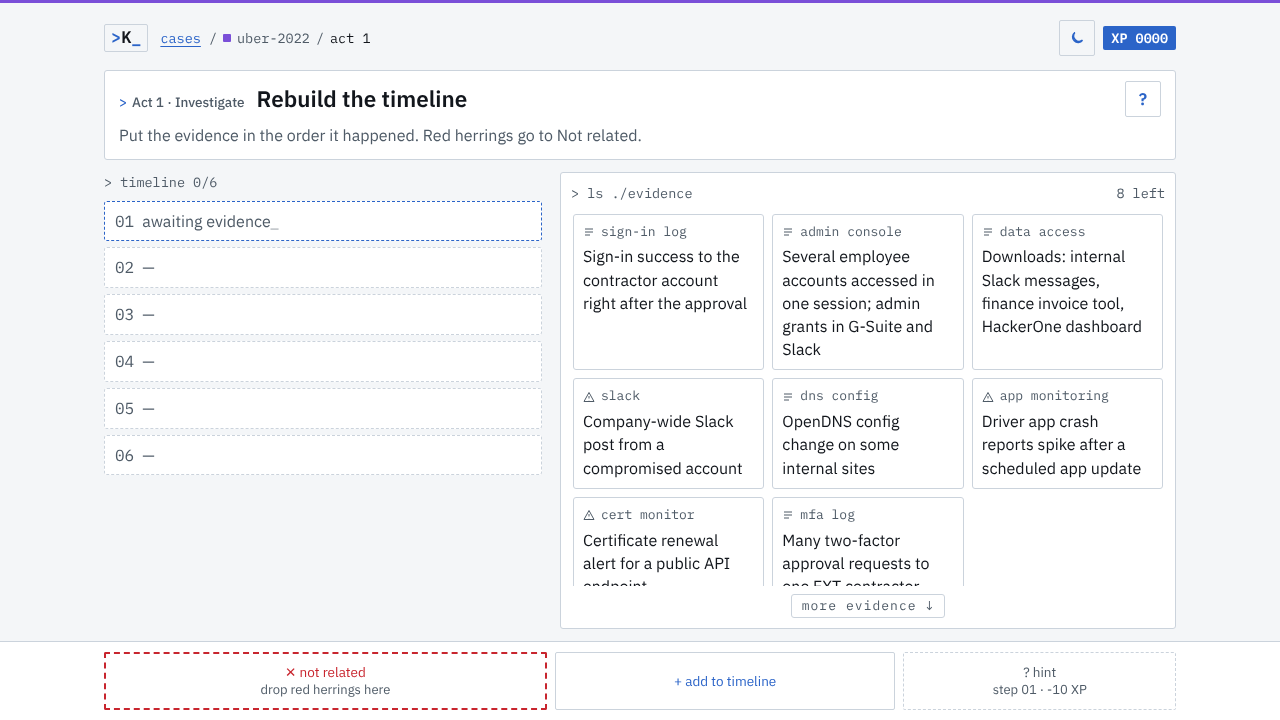 >K_
cases / uber-2022 / act 1
XP 0000
> Act 1 · Investigate Rebuild the timeline
?
Put the evidence in the order it happened. Red herrings go to Not related.
> timeline 0/6
01 awaiting evidence_
02 —
03 —
04 —
05 —
06 —
> ls ./evidence
8 left
sign-in log
Sign-in success to the
contractor account
right after the approval
admin console
Several employee
accounts accessed in
one session; admin
grants in G-Suite and
Slack
data access
Downloads: internal
Slack messages,
finance invoice tool,
HackerOne dashboard
slack
Company-wide Slack
post from a
compromised account
dns config
OpenDNS config
change on some
internal sites
app monitoring
Driver app crash
reports spike after a
scheduled app update
cert monitor
Certificate renewal
alert for a public API
endpoint
mfa log
Many two-factor
approval requests to
one EXT contractor
more evidence ↓
✕ not related
drop red herrings here
+ add to timeline
? hint
step 01 · -10 XP